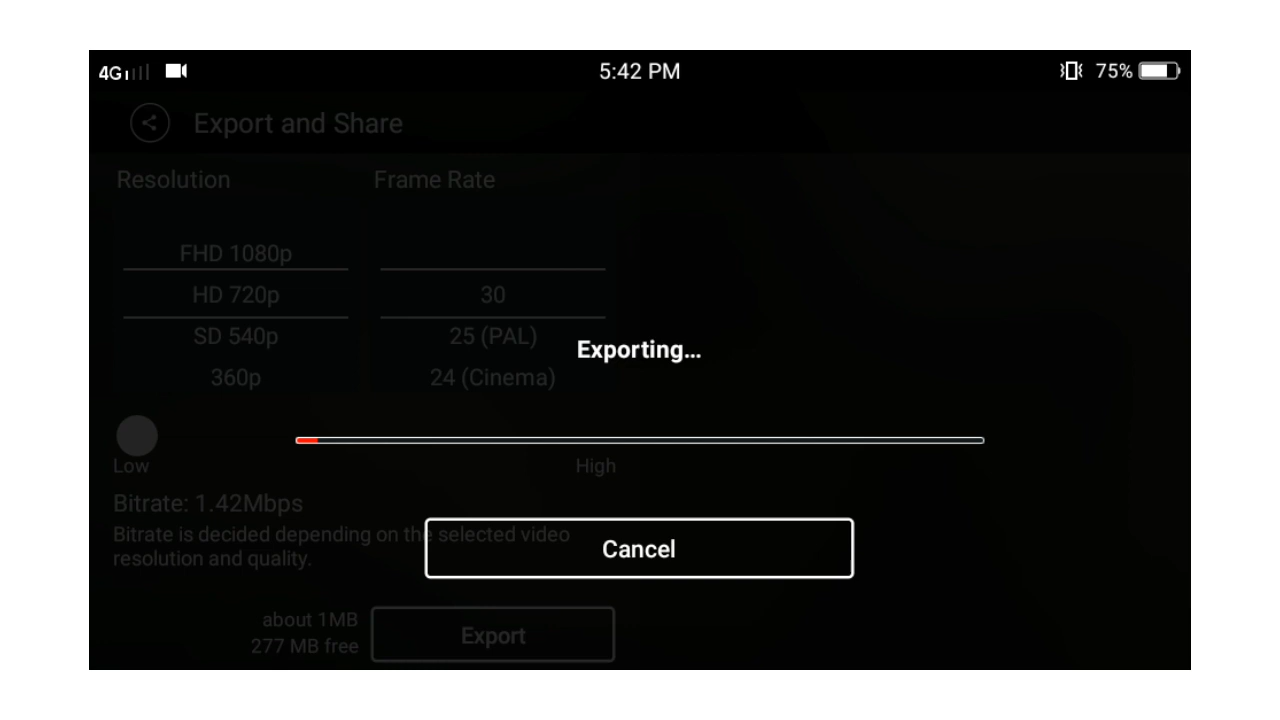 4G 5:42 PM 75%
Export and Share
Resolution Frame Rate
FHD 1080p
HD 720p 30
SD 540p 25 (PAL)
Exporting...
360p 24 (Cinema)
Low High
Bitrate: 1.42Mbps
Bitrate is decided depending on the selected video
resolution and quality.
Cancel
about 1MB
277 MB free
Export